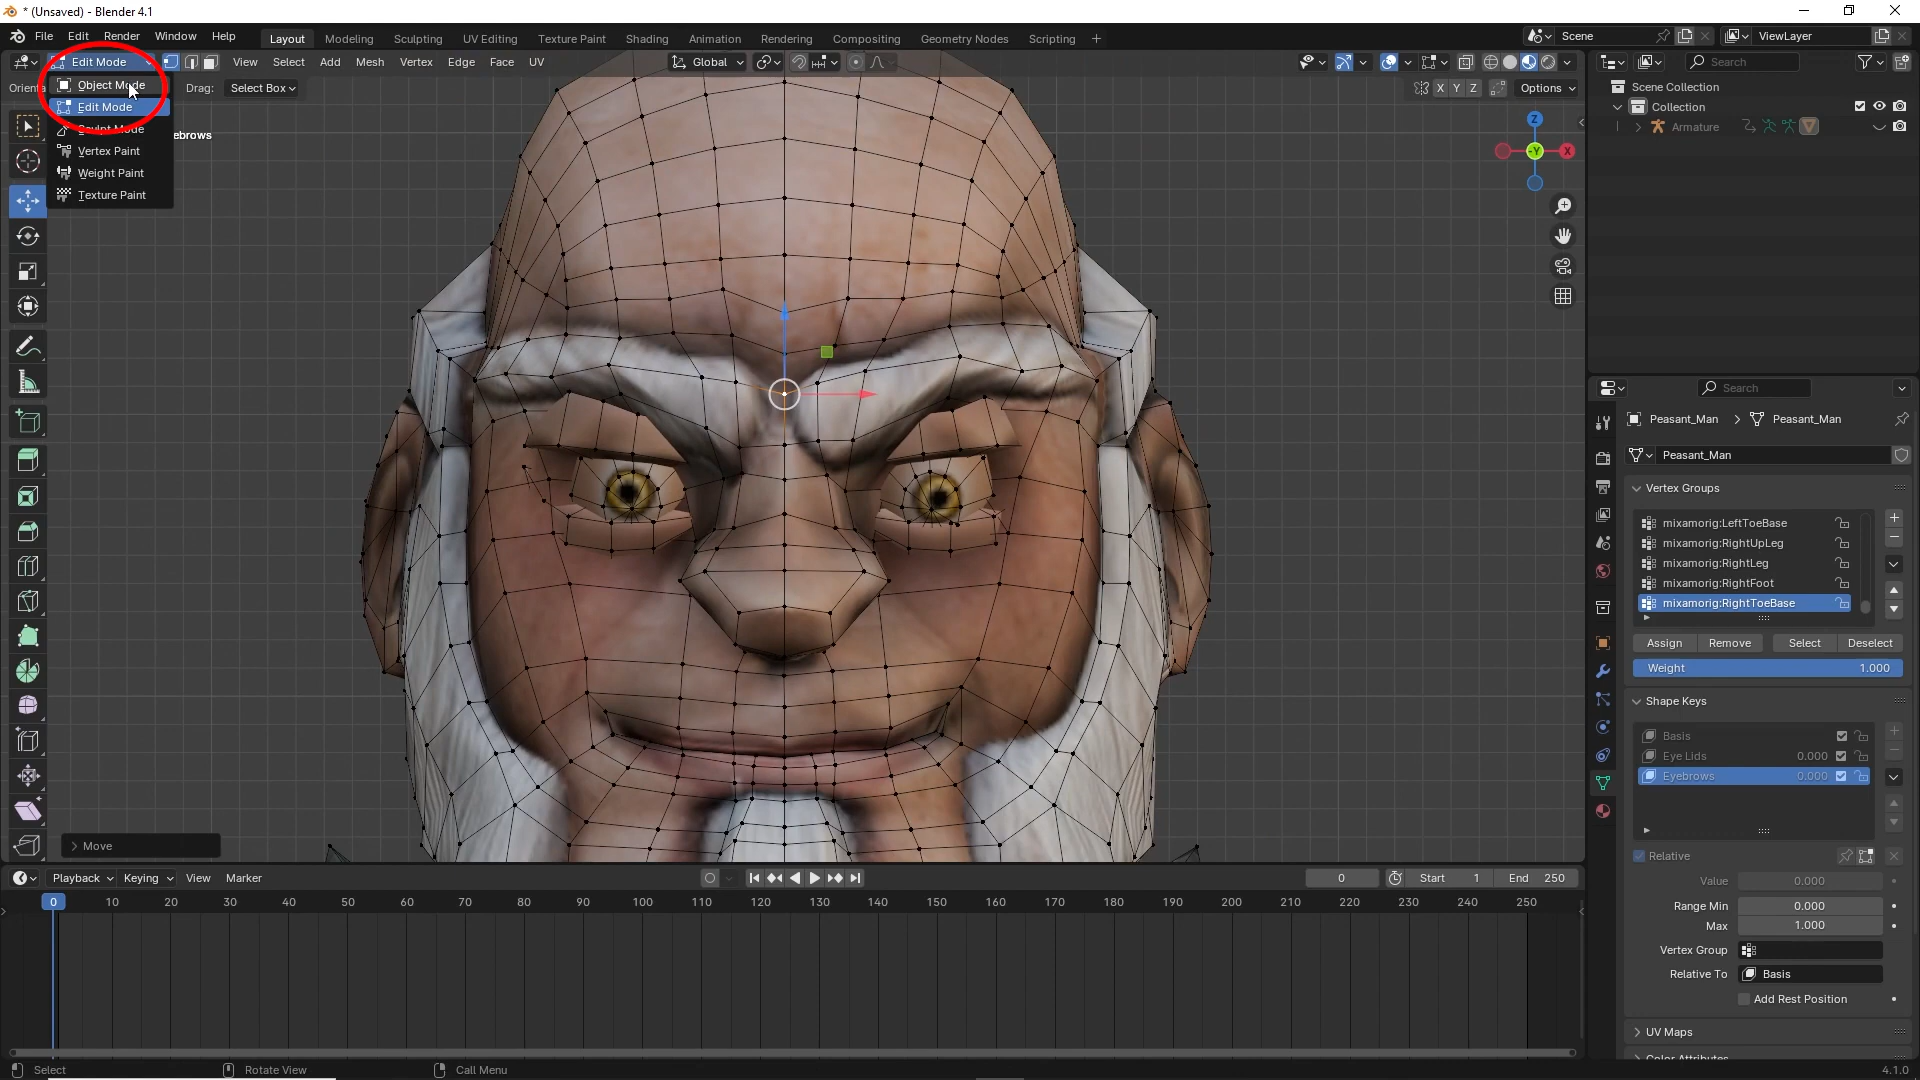 * (Unsaved) - Blender 4.1
File Edit Render Window Help
Layout Modeling Sculpting UV Editing Texture Paint Shading Animation Rendering Compositing Geometry Nodes Scripting +
Scene ViewLayer
Edit Mode View Select Add Mesh Vertex Edge Face UV Global
Search
Object Mode
Drag: Select Box
X Y Z Options
Scene Collection
Edit Mode
Collection
Sculpt Mode
ebrows
Armature
Vertex Paint
Weight Paint
Texture Paint
Z
-Y
X
Search
Peasant_Man > Peasant_Man
Peasant_Man
Vertex Groups
mixamorig:LeftToeBase
mixamorig:RightUpLeg
mixamorig:RightLeg
mixamorig:RightFoot
mixamorig:RightToeBase
Assign Remove Select Deselect
Weight 1.000
Shape Keys
Basis
Eye Lids 0.000
Eyebrows 0.000
Relative
Value 0.000
Range Min 0.000
Max 1.000
Vertex Group
Relative To Basis
Add Rest Position
UV Maps
Color Attributes
> Move
Playback Keying View Marker
0 Start 1 End 250
0 10 20 30 40 50 60 70 80 90 100 110 120 130 140 150 160 170 180 190 200 210 220 230 240 250
Select Rotate View Call Menu 4.1.0